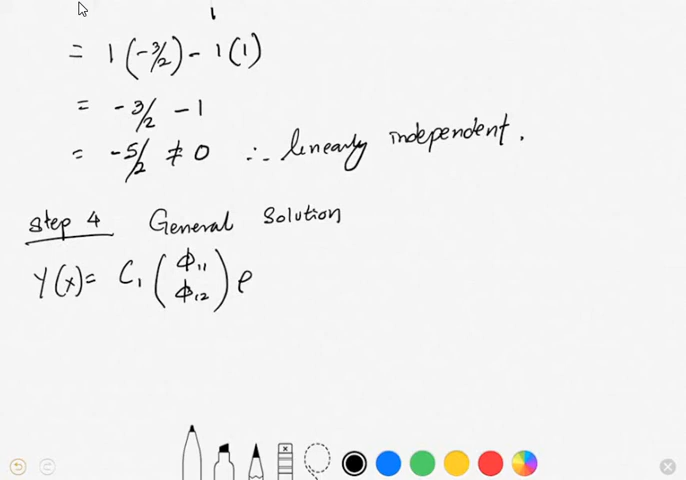 1
= 1 (-3/2) - 1 (1)
= -3/2 - 1
= -5/2 ≠ 0 ∴ linearly independent.
Step 4 General Solution
Y(x) = C₁ ( ϕ₁₁ ϕ₁₂ ) e